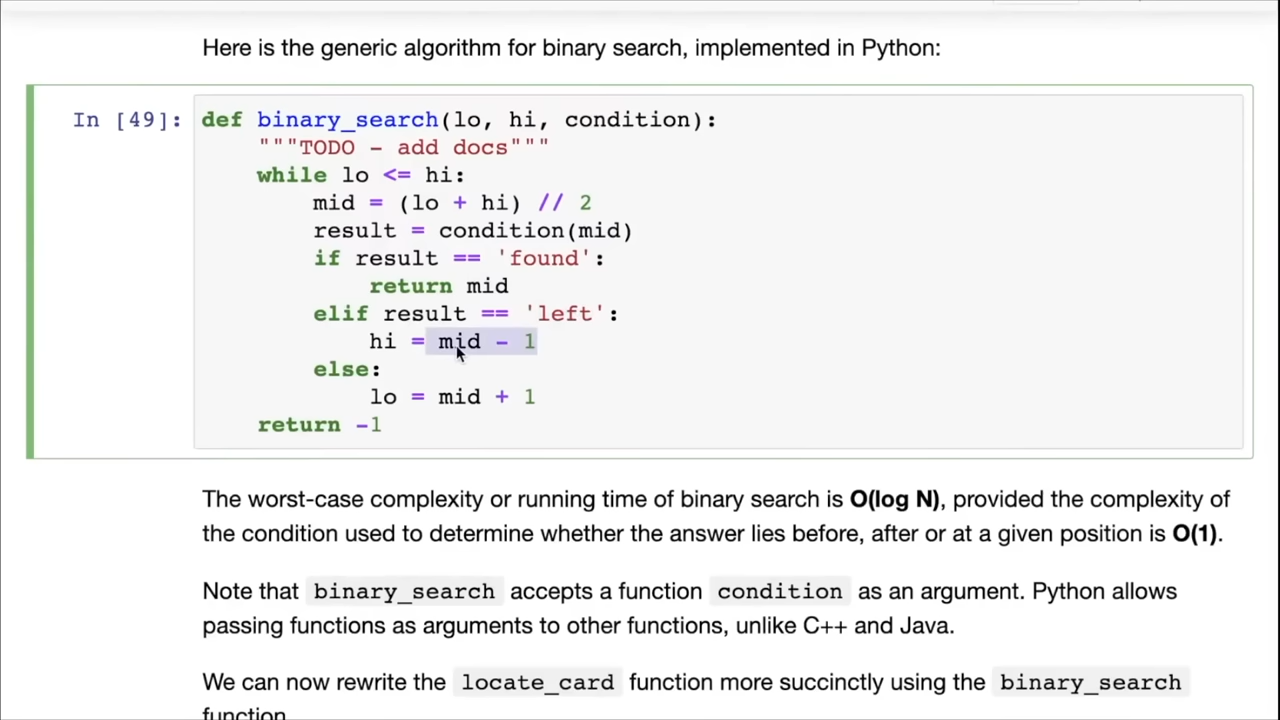 Here is the generic algorithm for binary search, implemented in Python:
In [49]:
def binary_search(lo, hi, condition):
    """TODO - add docs"""
    while lo <= hi:
        mid = (lo + hi) // 2
        result = condition(mid)
        if result == 'found':
            return mid
        elif result == 'left':
            hi = mid - 1
        else:
            lo = mid + 1
    return -1
The worst-case complexity or running time of binary search is O(log N), provided the complexity of
the condition used to determine whether the answer lies before, after or at a given position is O(1).
Note that binary_search accepts a function condition as an argument. Python allows
passing functions as arguments to other functions, unlike C++ and Java.
We can now rewrite the locate_card function more succinctly using the binary_search
function.